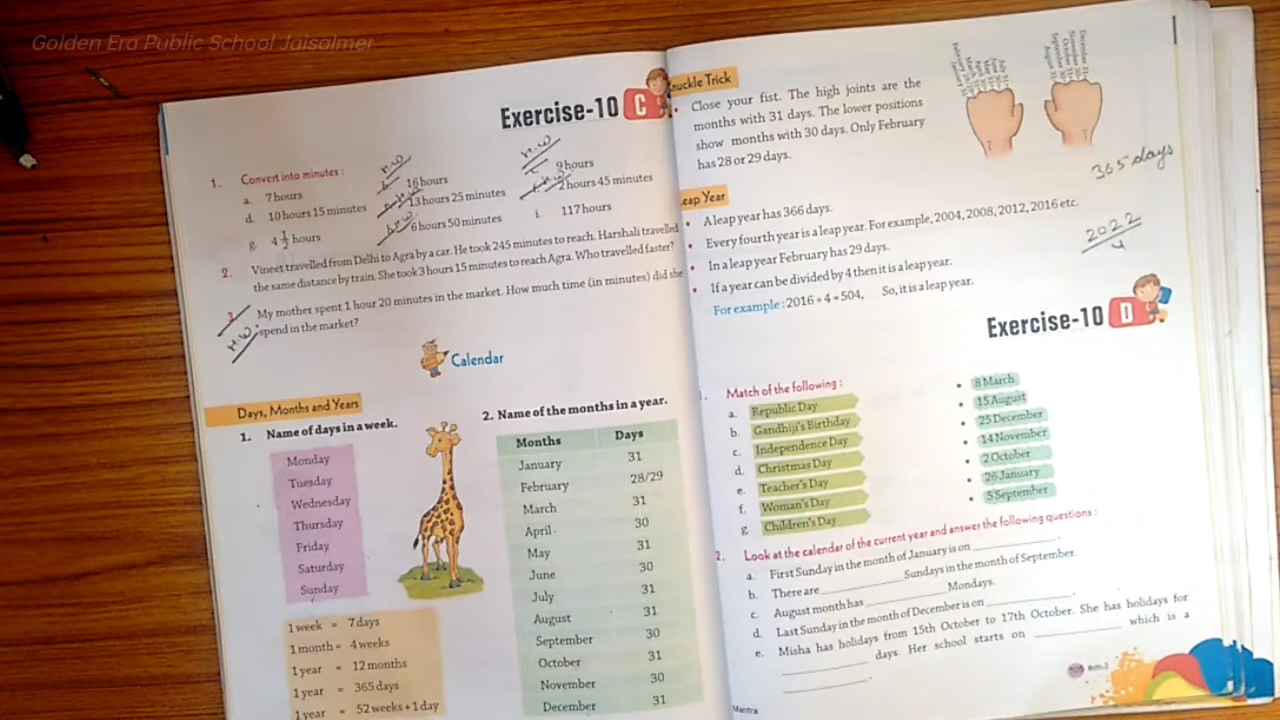 Golden Era Public School Jaisalmer
Exercise-10 C
1. Convert into minutes :
a. 7 hours
H.W
16 hours
H.W
9 hours
d. 10 hours 15 minutes
13 hours 25 minutes
2 hours 45 minutes
g. 4 1/2 hours
6 hours 50 minutes
i. 117 hours
2. Vineet travelled from Delhi to Agra by a car. He took 245 minutes to reach. Harshali travelled
the same distance by train. She took 3 hours 15 minutes to reach Agra. Who travelled faster?
3. My mother spent 1 hour 20 minutes in the market. How much time (in minutes) did she
H.W. spend in the market?
Calendar
Days, Months and Years
1. Name of days in a week.
Monday
Tuesday
Wednesday
Thursday
Friday
Saturday
Sunday
1 week = 7 days
1 month = 4 weeks
1 year = 12 months
1 year = 365 days
1 year = 52 weeks + 1 day
2. Name of the months in a year.
Months Days
January 31
February 28/29
March 31
April 30
May 31
June 30
July 31
August 31
September 30
October 31
November 30
December 31
nuckle Trick
• Close your fist. The high joints are the
months with 31 days. The lower positions
show months with 30 days. Only February
has 28 or 29 days.
365 days
eap Year
• A leap year has 366 days.
• Every fourth year is a leap year. For example, 2004, 2008, 2012, 2016 etc.
• In a leap year February has 29 days.
• If a year can be divided by 4 then it is a leap year.
For example : 2016 ÷ 4 = 504, So, it is a leap year.
2022
4
Exercise-10 D
1. Match of the following :
a. Republic Day • 8 March
b. Gandhiji's Birthday • 15 August
c. Independence Day • 25 December
d. Christmas Day • 14 November
e. Teacher's Day • 2 October
f. Woman's Day • 26 January
g. Children's Day • 5 September
2. Look at the calendar of the current year and answer the following questions :
a. First Sunday in the month of January is on ____________.
b. There are ____________ Sundays in the month of September.
c. August month has ____________ Mondays.
d. Last Sunday in the month of December is on ____________.
e. Misha has holidays from 15th October to 17th October. She has holidays for
____________ days. Her school starts on ____________ which is a
____________.
105
Mantra